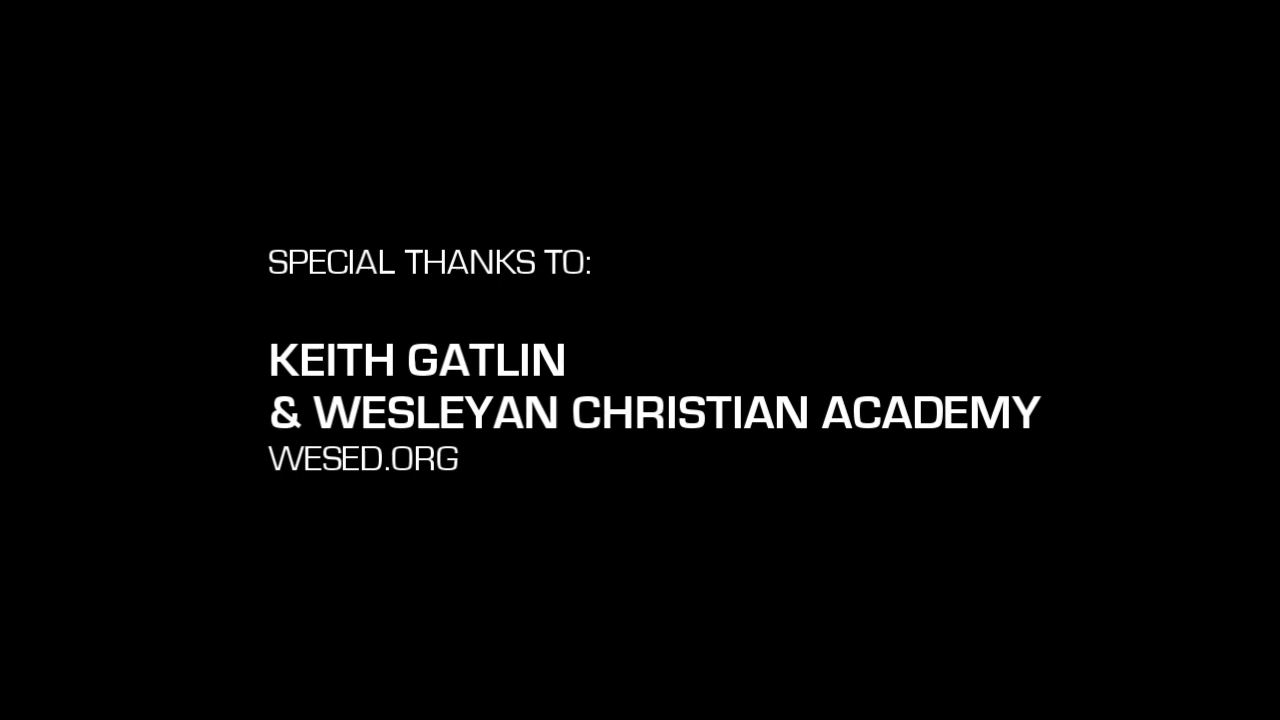 SPECIAL THANKS TO:
KEITH GATLIN
& WESLEYAN CHRISTIAN ACADEMY
WESED.ORG